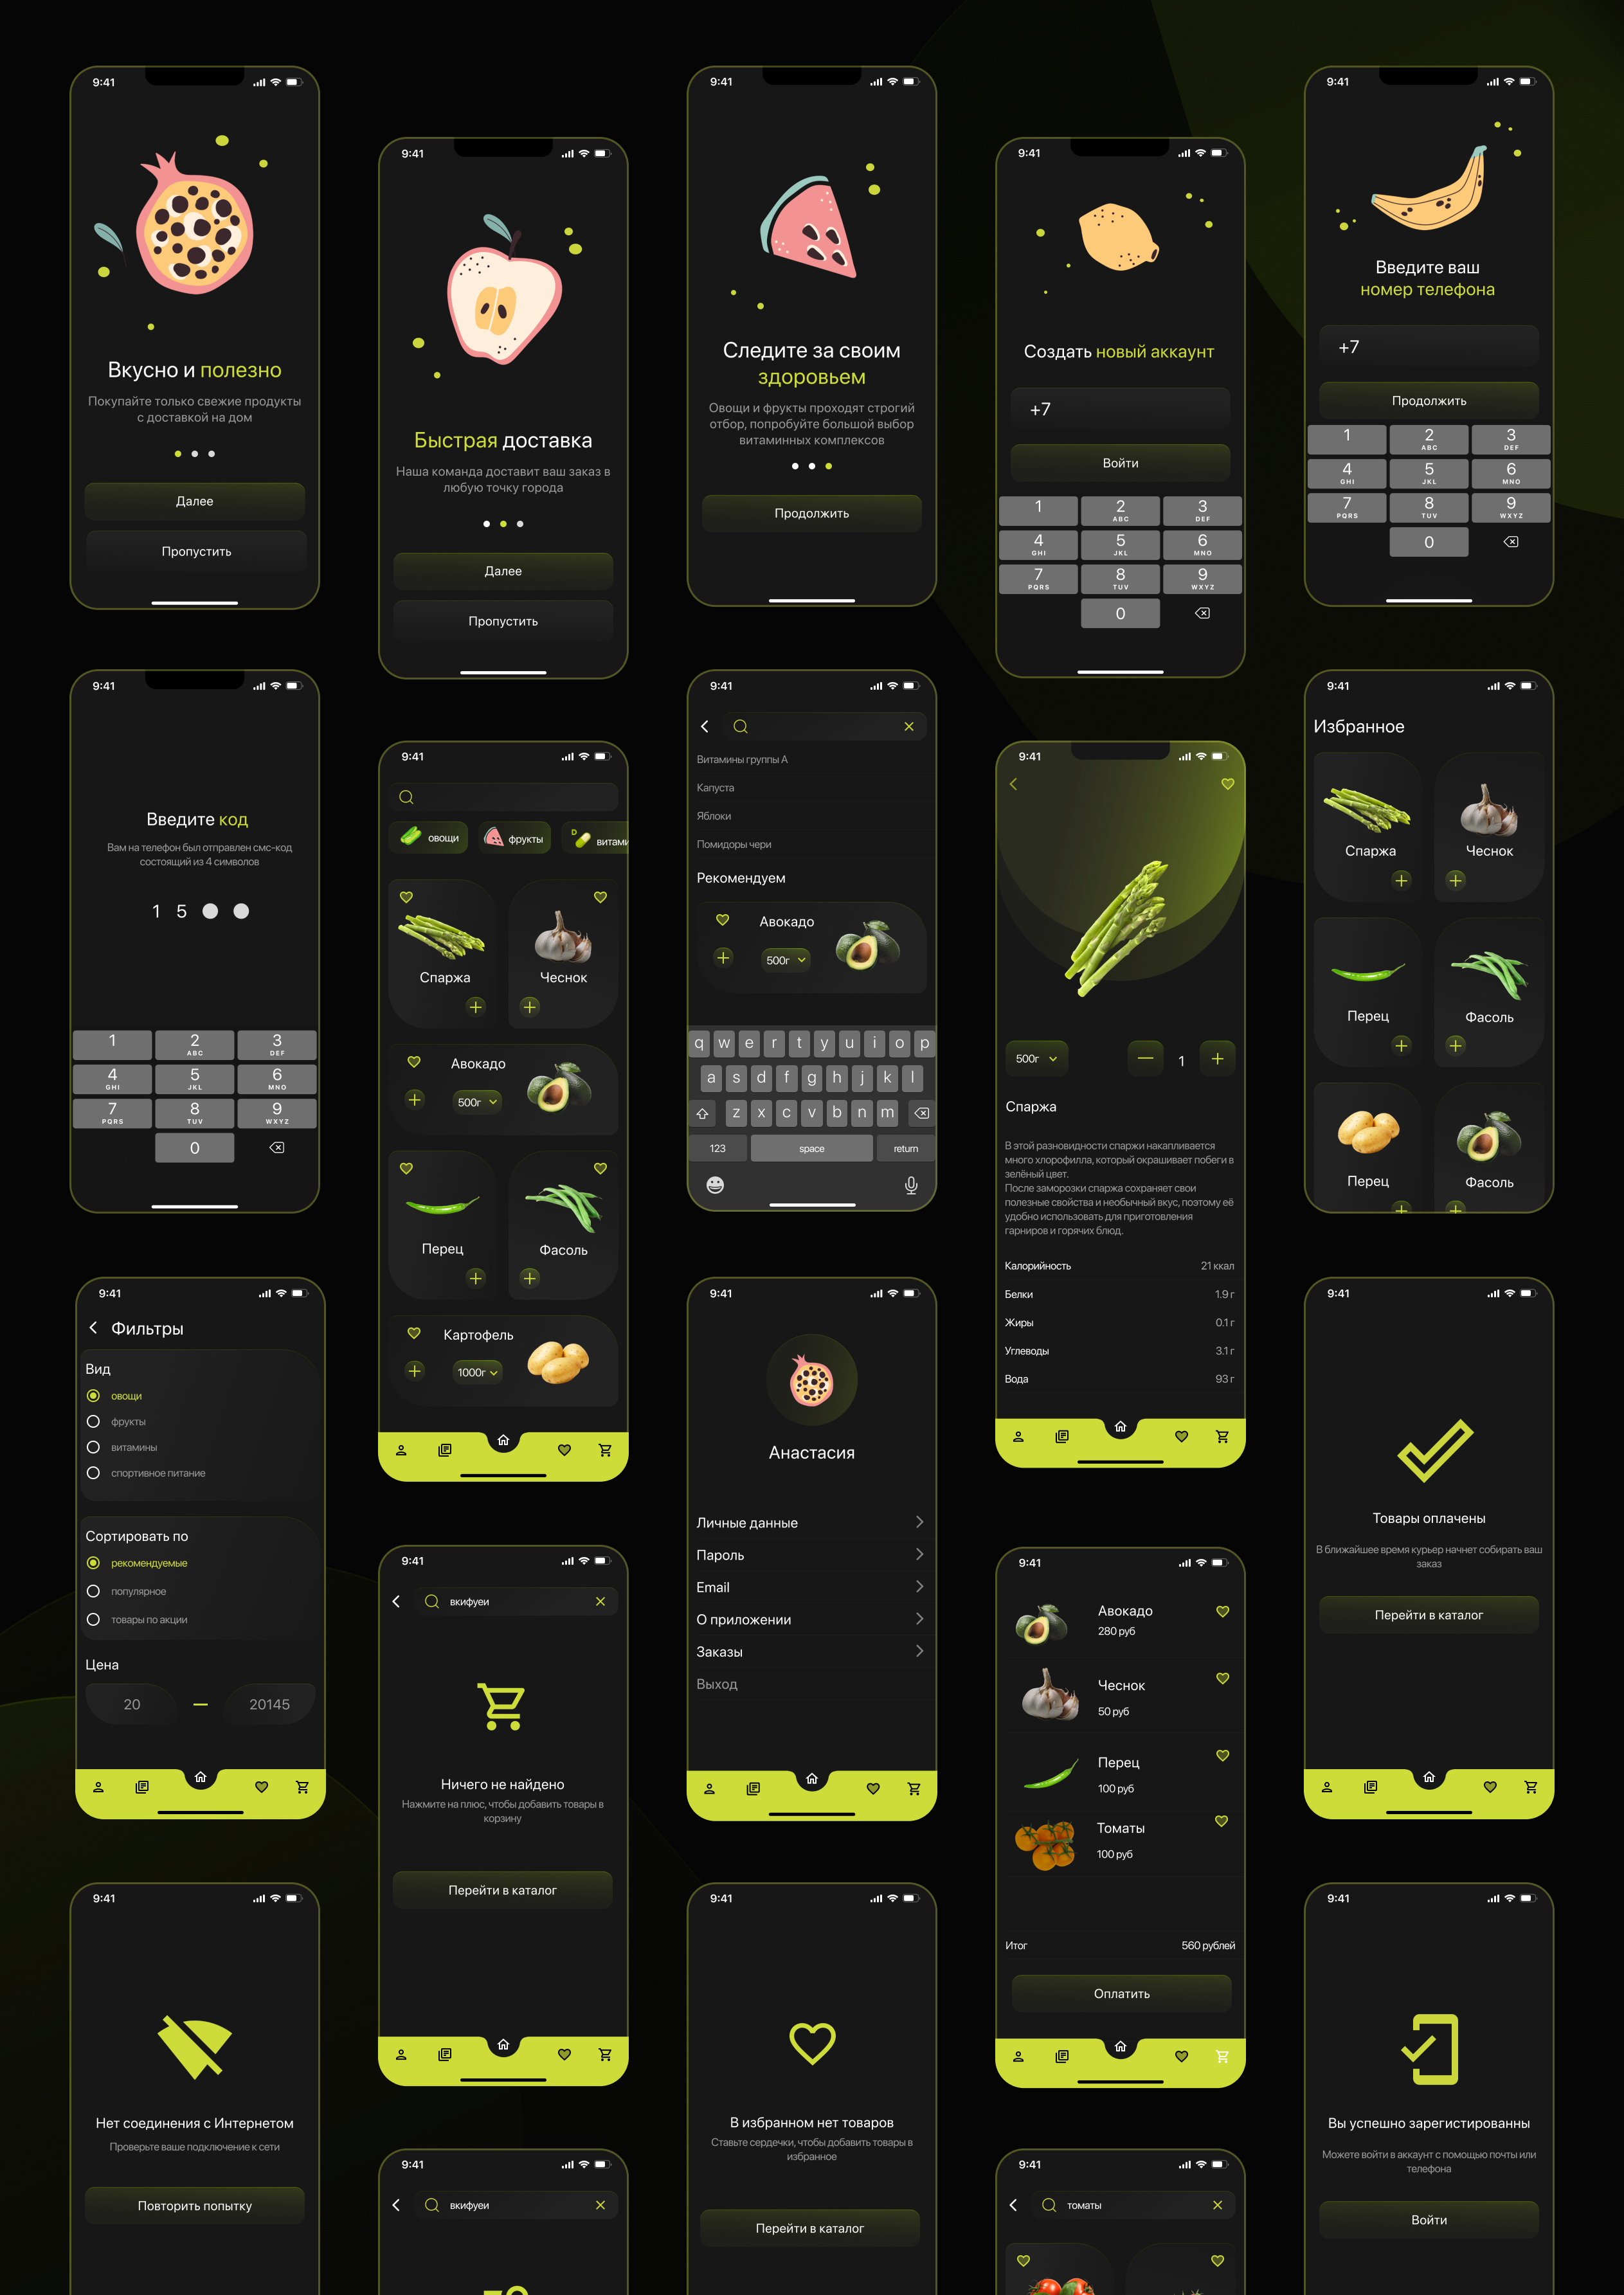 9:41
Вкусно и полезно
Покупайте только свежие продукты
с доставкой на дом
Далее
Пропустить
9:41
Быстрая доставка
Наша команда доставит ваш заказ в
любую точку города
Далее
Пропустить
9:41
Следите за своим
здоровьем
Овощи и фрукты проходят строгий
отбор, попробуйте большой выбор
витаминных комплексов
Продолжить
9:41
Создать новый аккаунт
+7
Войти
1
2 ABC
3 DEF
4 GHI
5 JKL
6 MNO
7 PQRS
8 TUV
9 WXYZ
0
9:41
Введите ваш
номер телефона
+7
Продолжить
1
2 ABC
3 DEF
4 GHI
5 JKL
6 MNO
7 PQRS
8 TUV
9 WXYZ
0
9:41
Введите код
Вам на телефон был отправлен смс-код
состоящий из 4 символов
1 5
1
2 ABC
3 DEF
4 GHI
5 JKL
6 MNO
7 PQRS
8 TUV
9 WXYZ
0
9:41
овощи
фрукты
витами
Спаржа
Чеснок
Авокадо
500г
Перец
Фасоль
Картофель
1000г
9:41
Витамины группы А
Капуста
Яблоки
Помидоры чери
Рекомендуем
Авокадо
500г
q w e r t y u i o p
a s d f g h j k l
z x c v b n m
123 space return
9:41
500г
1
Спаржа
В этой разновидности спаржи накапливается
много хлорофилла, который окрашивает побеги в
зелёный цвет.
После заморозки спаржа сохраняет свои
полезные свойства и необычный вкус, поэтому её
удобно использовать для приготовления
гарниров и горячих блюд.
Калорийность 21 ккал
Белки 1.9 г
Жиры 0.1 г
Углеводы 3.1 г
Вода 93 г
9:41
Избранное
Спаржа
Чеснок
Перец
Фасоль
Перец
Фасоль
9:41
Фильтры
Вид
овощи
фрукты
витамины
спортивное питание
Сортировать по
рекомендуемые
популярное
товары по акции
Цена
20 — 20145
9:41
вкифуеи
Ничего не найдено
Нажмите на плюс, чтобы добавить товары в
корзину
Перейти в каталог
9:41
Анастасия
Личные данные
Пароль
Email
О приложении
Заказы
Выход
9:41
Авокадо
280 руб
Чеснок
50 руб
Перец
100 руб
Томаты
100 руб
Итог 560 рублей
Оплатить
9:41
Товары оплачены
В ближайшее время курьер начнет собирать ваш
заказ
Перейти в каталог
9:41
Нет соединения с Интернетом
Проверьте ваше подключение к сети
Повторить попытку
9:41
вкифуеи
9:41
В избранном нет товаров
Ставьте сердечки, чтобы добавить товары в
избранное
Перейти в каталог
9:41
томаты
9:41
Вы успешно зарегистированны
Можете войти в аккаунт с помощью почты или
телефона
Войти